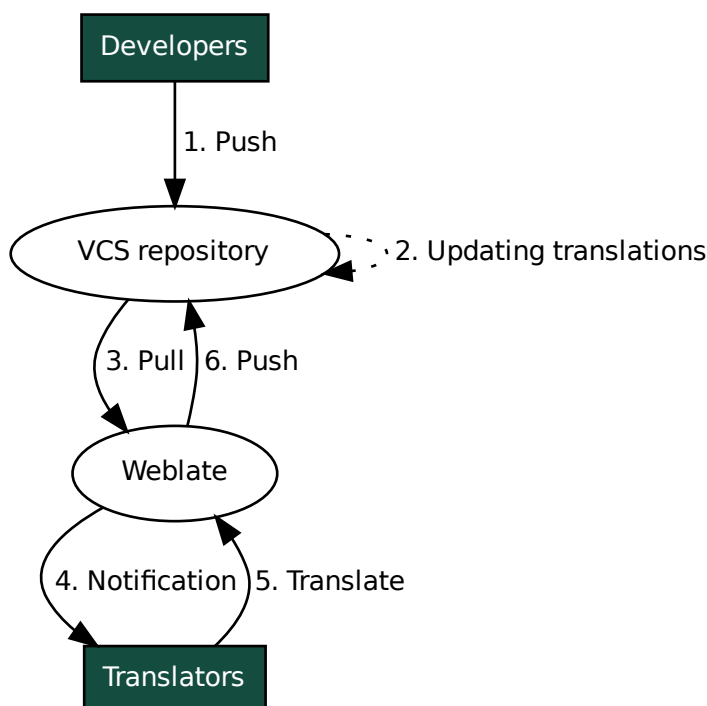 Developers
1. Push
VCS repository
2. Updating translations
3. Pull
6. Push
Weblate
4. Notification
5. Translate
Translators